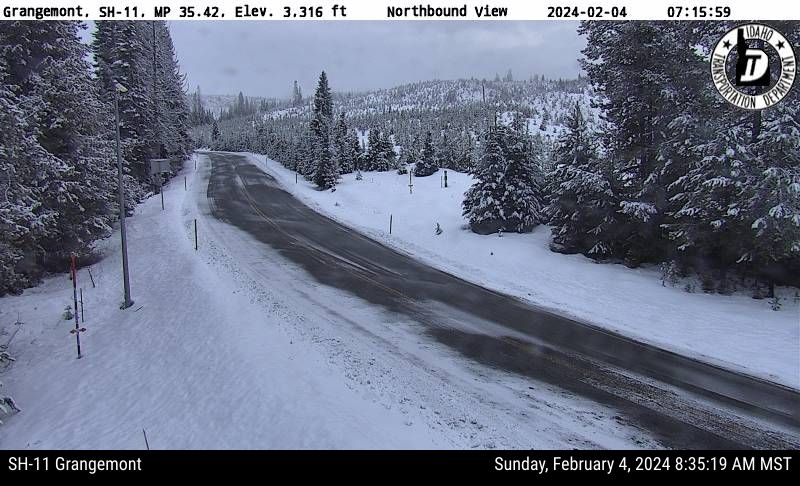 Grangemont, SH-11, MP 35.42, Elev. 3,316 ft Northbound View 2024-02-04 07:15:59
IDAHO
TRANSPORTATION DEPARTMENT
SH-11 Grangemont Sunday, February 4, 2024 8:35:19 AM MST